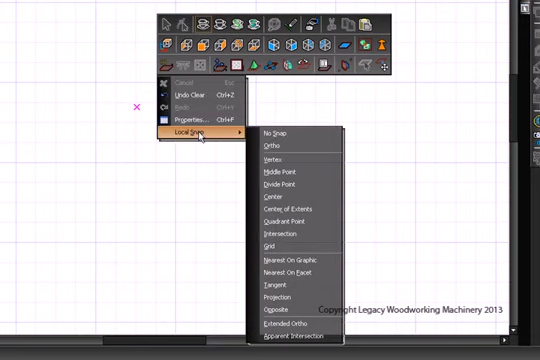 Cancel Esc
Undo Clear Ctrl+Z
Redo Ctrl+Y
Properties... Ctrl+F
Local Snap
No Snap
Ortho
Vertex
Middle Point
Divide Point
Center
Center of Extents
Quadrant Point
Intersection
Grid
Nearest On Graphic
Nearest On Facet
Tangent
Projection
Opposite
Extended Ortho
Apparent Intersection
Copyright Legacy Woodworking Machinery 2013